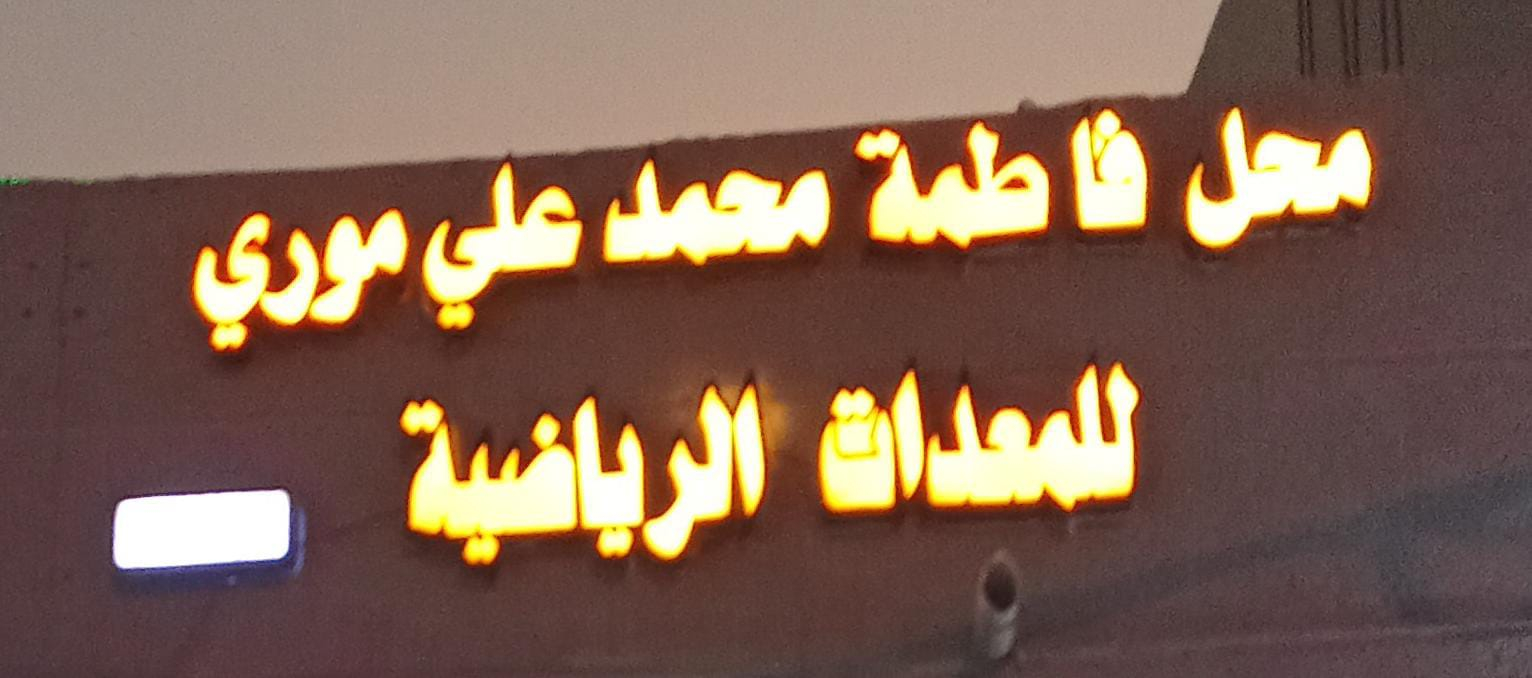 محل فاطمة محمد علي موري
للمعدات الرياضية